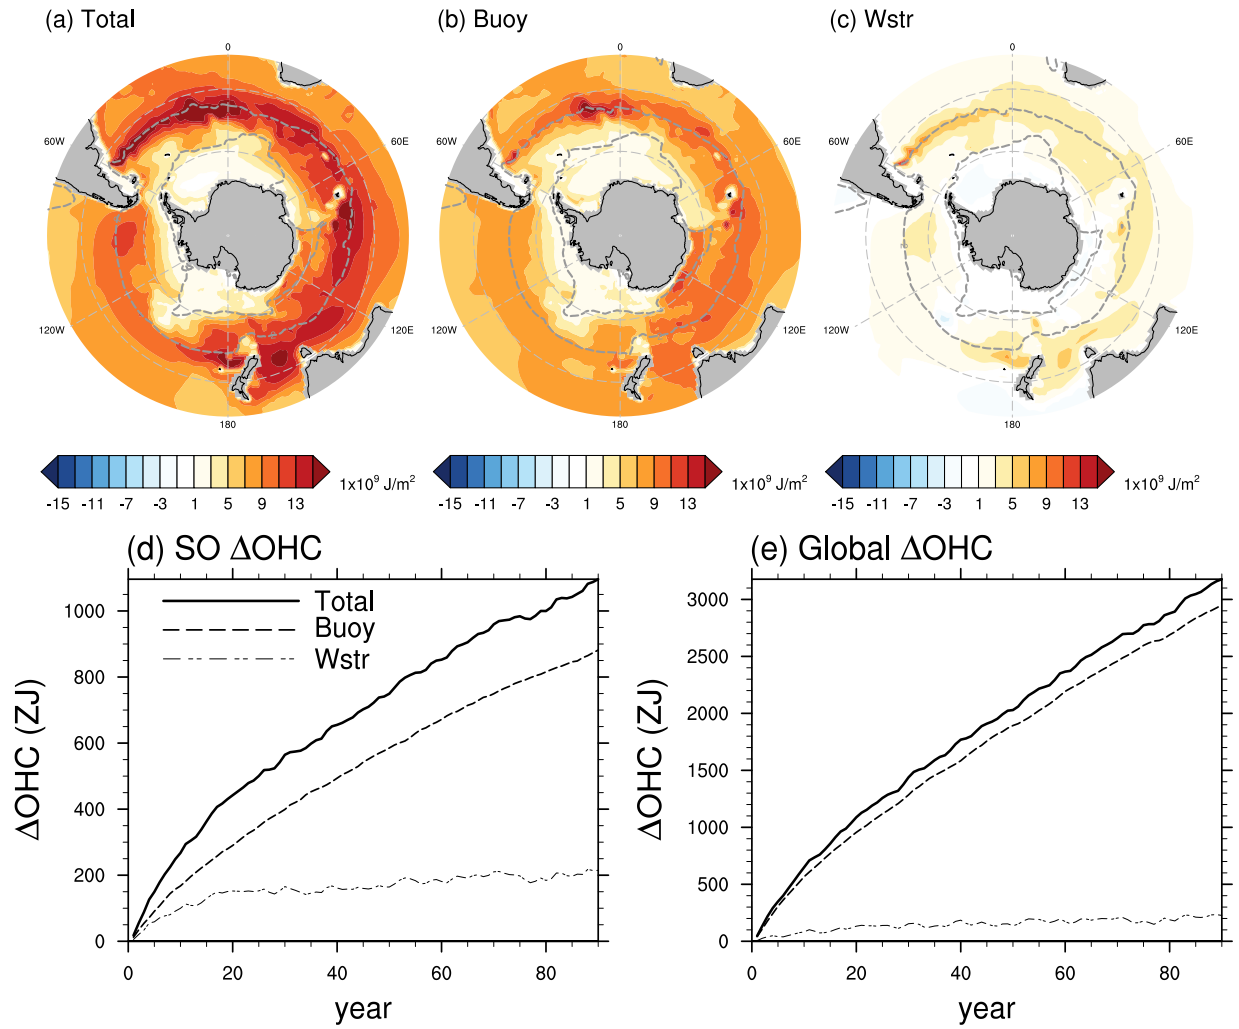 (a) Total
(b) Buoy
(c) Wstr
0
0
0
60W
60E
60W
60E
60W
60E
120W
120E
120W
120E
120W
120E
180
180
180
-15 -11 -7 -3 1 5 9 13
1x10⁹ J/m²
-15 -11 -7 -3 1 5 9 13
1x10⁹ J/m²
-15 -11 -7 -3 1 5 9 13
1x10⁹ J/m²
(d) SO ΔOHC
Total
Buoy
Wstr
ΔOHC (ZJ)
1000
800
600
400
200
0
0 20 40 60 80
year
(e) Global ΔOHC
ΔOHC (ZJ)
3000
2500
2000
1500
1000
500
0
0 20 40 60 80
year